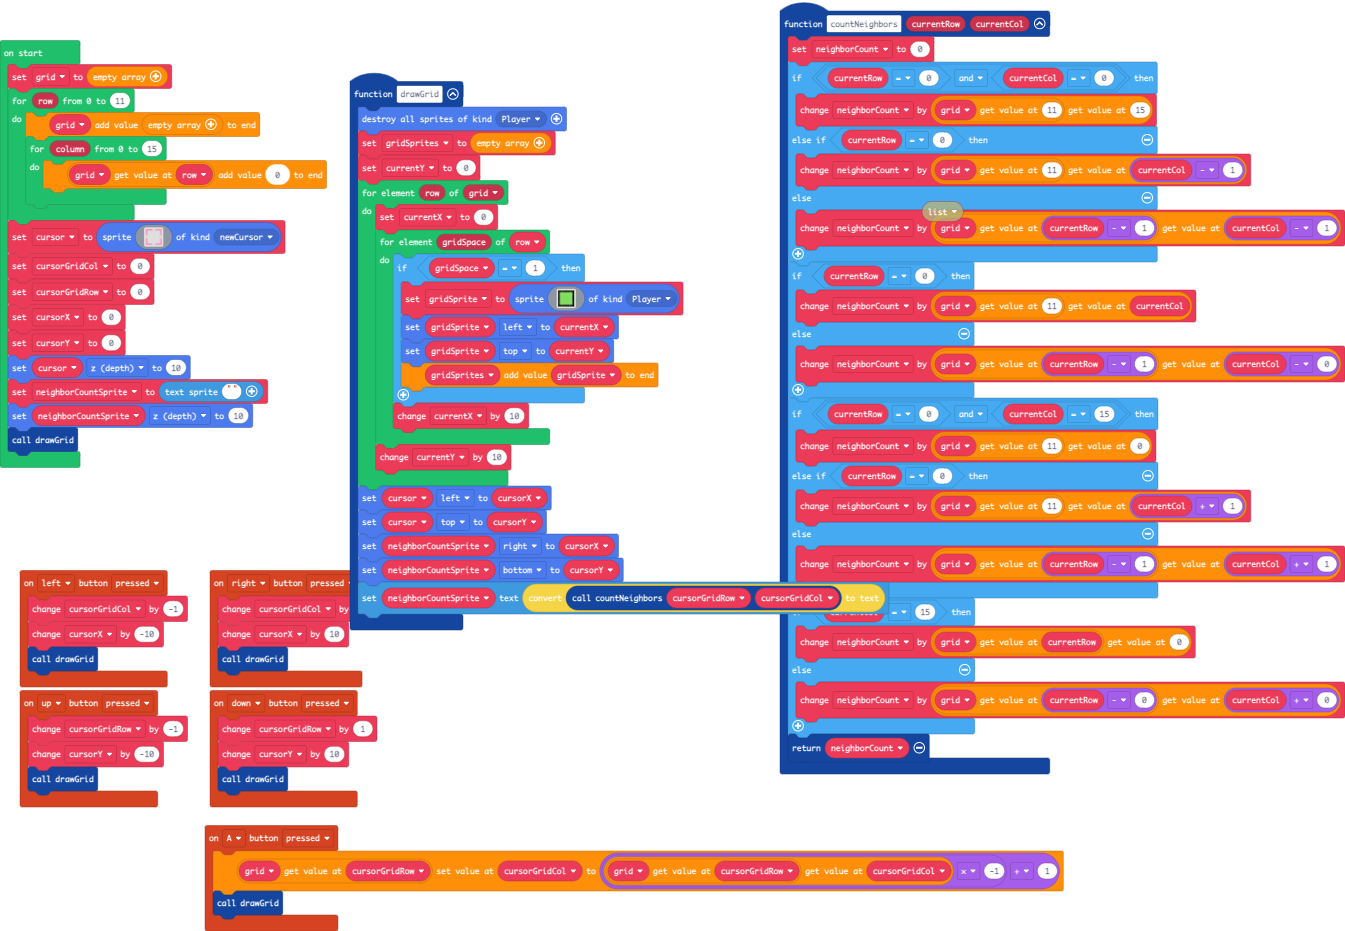 on start
set grid to empty array
for row from 0 to 11
do grid add value empty array to end
for column from 0 to 15
do grid get value at row add value 0 to end
set cursor to sprite of kind newCursor
set cursorGridCol to 0
set cursorGridRow to 0
set cursorX to 0
set cursorY to 0
set cursor z (depth) to 10
set neighborCountSprite to text sprite " "
set neighborCountSprite z (depth) to 10
call drawGrid
function drawGrid
destroy all sprites of kind Player
set gridSprites to empty array
set currentY to 0
for element row of grid
do set currentX to 0
for element gridSpace of row
do if gridSpace = 1 then
set gridSprite to sprite of kind Player
set gridSprite left to currentX
set gridSprite top to currentY
gridSprites add value gridSprite to end
change currentX by 10
change currentY by 10
set cursor left to cursorX
set cursor top to cursorY
set neighborCountSprite right to cursorX
set neighborCountSprite bottom to cursorY
set neighborCountSprite text convert call countNeighbors cursorGridRow cursorGridCol to text
function countNeighbors currentRow currentCol
set neighborCount to 0
if currentRow = 0 and currentCol = 0 then
change neighborCount by grid get value at 11 get value at 15
else if currentRow = 0 then
change neighborCount by grid get value at 11 get value at currentCol - 1
else
list
change neighborCount by grid get value at currentRow - 1 get value at currentCol - 1
if currentRow = 0 then
change neighborCount by grid get value at 11 get value at currentCol
else
change neighborCount by grid get value at currentRow - 1 get value at currentCol - 0
if currentRow = 0 and currentCol = 15 then
change neighborCount by grid get value at 11 get value at 0
else if currentRow = 0 then
change neighborCount by grid get value at 11 get value at currentCol + 1
else
change neighborCount by grid get value at currentRow - 1 get value at currentCol + 1
= 15 then
change neighborCount by grid get value at currentRow get value at 0
else
change neighborCount by grid get value at currentRow - 0 get value at currentCol + 0
return neighborCount
on left button pressed
change cursorGridCol by -1
change cursorX by -10
call drawGrid
on right button pressed
change cursorGridCol by
change cursorX by 10
call drawGrid
on up button pressed
change cursorGridRow by -1
change cursorY by -10
call drawGrid
on down button pressed
change cursorGridRow by 1
change cursorY by 10
call drawGrid
on A button pressed
grid get value at cursorGridRow set value at cursorGridCol to grid get value at cursorGridRow get value at cursorGridCol × -1 + 1
call drawGrid